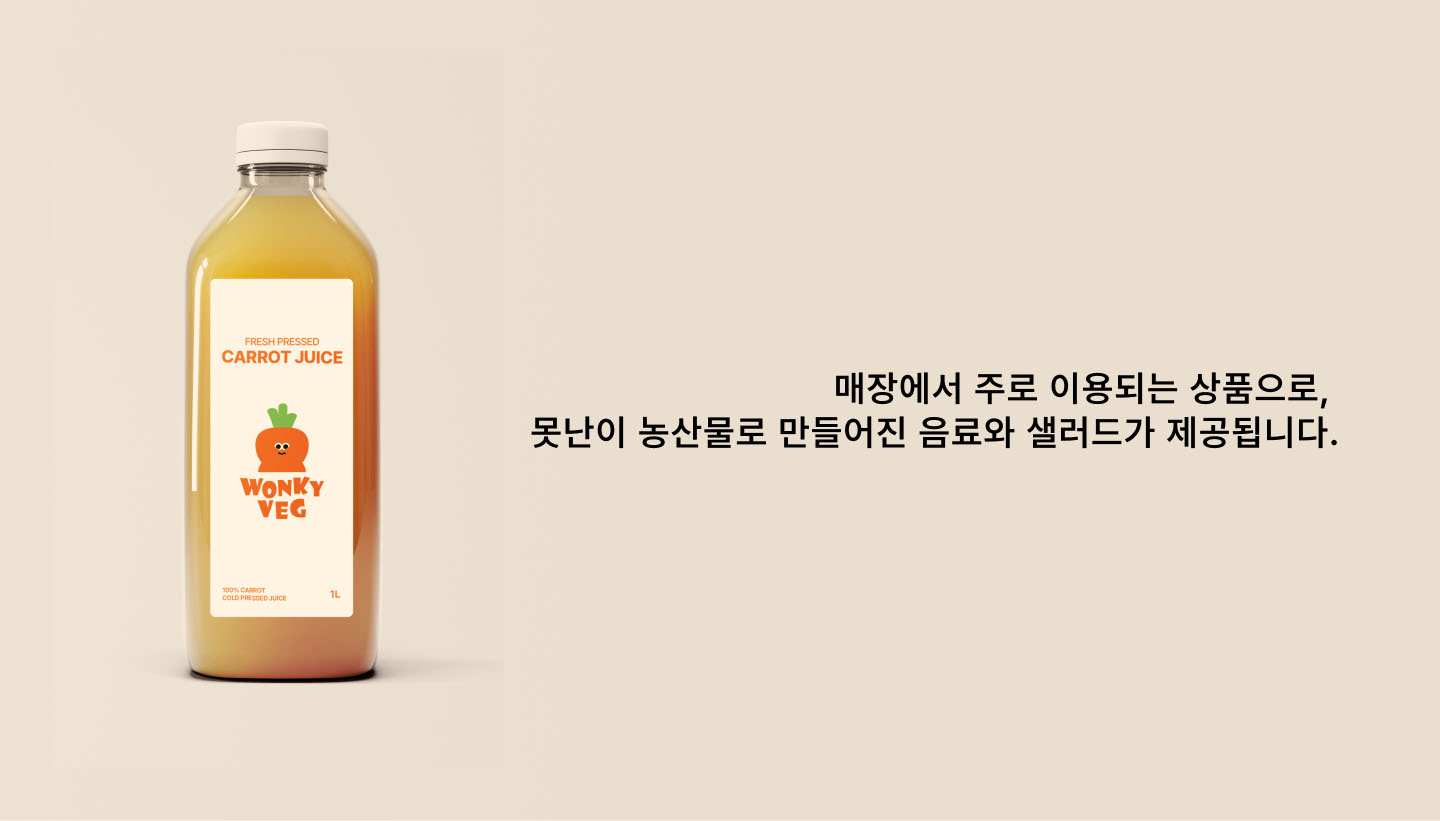 FRESH PRESSED
CARROT JUICE
WONKY
VEG
100% CARROT
COLD PRESSED JUICE
1L
매장에서 주로 이용되는 상품으로,
못난이 농산물로 만들어진 음료와 샐러드가 제공됩니다.